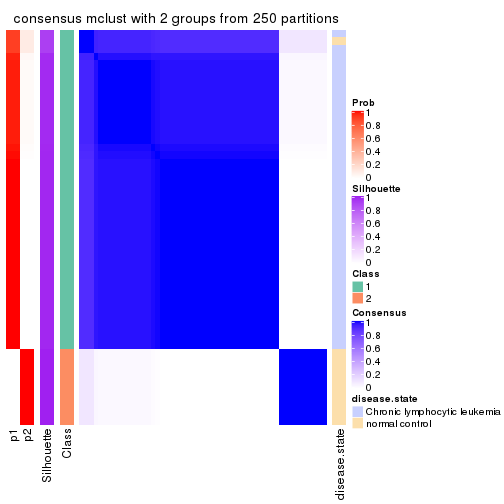 consensus mclust with 2 groups from 250 partitions
Prob
1
0.8
0.6
0.4
0.2
0
Silhouette
1
0.8
0.6
0.4
0.2
0
Class
1
2
Consensus
1
0.8
0.6
0.4
0.2
0
disease.state
Chronic lymphocytic leukemia
normal control
p1
p2
Silhouette
Class
disease.state